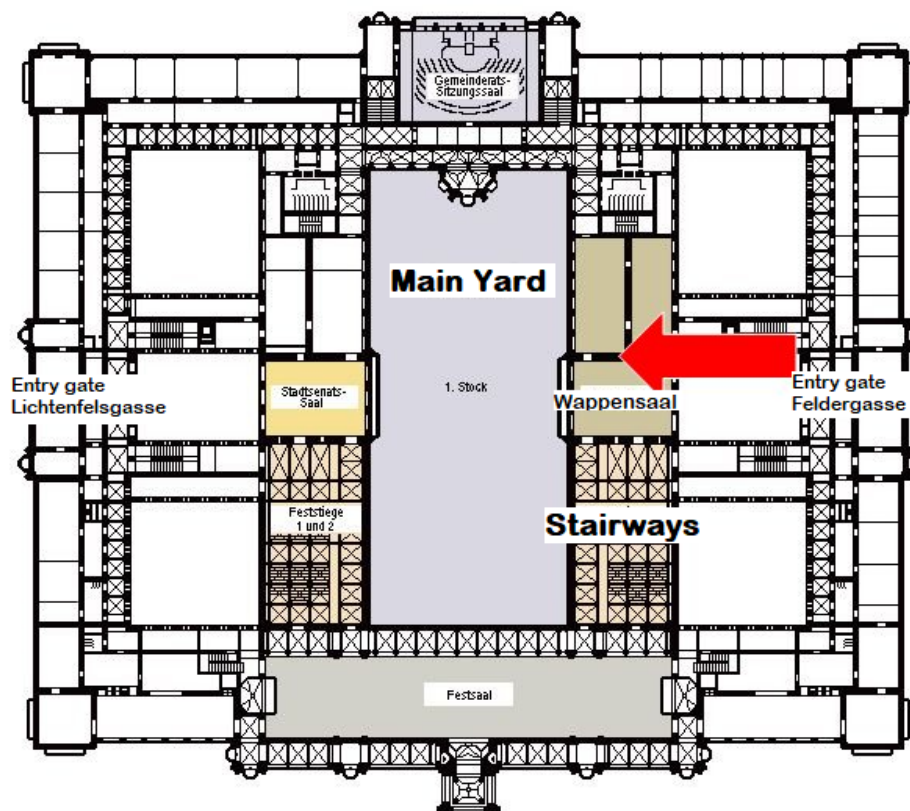 Gemeinderats-
Sitzungssaal
Main Yard
Entry gate
Lichtenfelsgasse
Stadtsenats-
Saal
1. Stock
Wappensaal
Entry gate
Feldergasse
Feststiege
1 und 2
Stairways
Festsaal